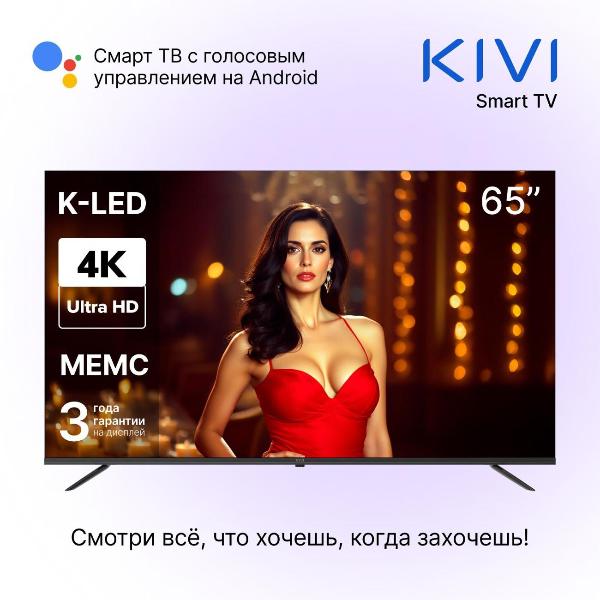 Смарт ТВ с голосовым
управлением на Android
KIVI
Smart TV
K-LED
65”
4K
Ultra HD
MEMC
3 года
гарантии
на дисплей
KIVI
Смотри всё, что хочешь, когда захочешь!